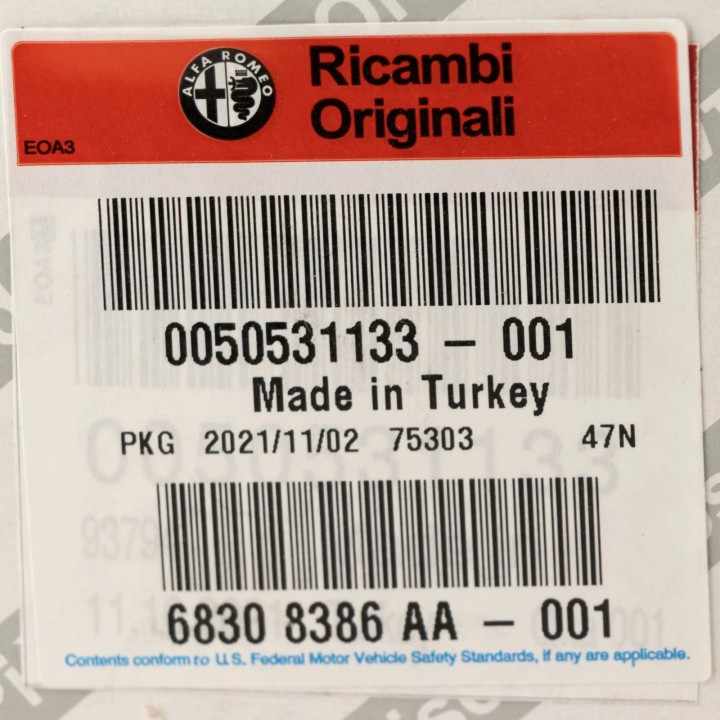 ALFA ROMEO
Ricambi
Originali
EOA3
0050531133 – 001
Made in Turkey
PKG 2021/11/02 75303 47N
6830 8386 AA – 001
Contents conform to U.S. Federal Motor Vehicle Safety Standards, if any are applicable.